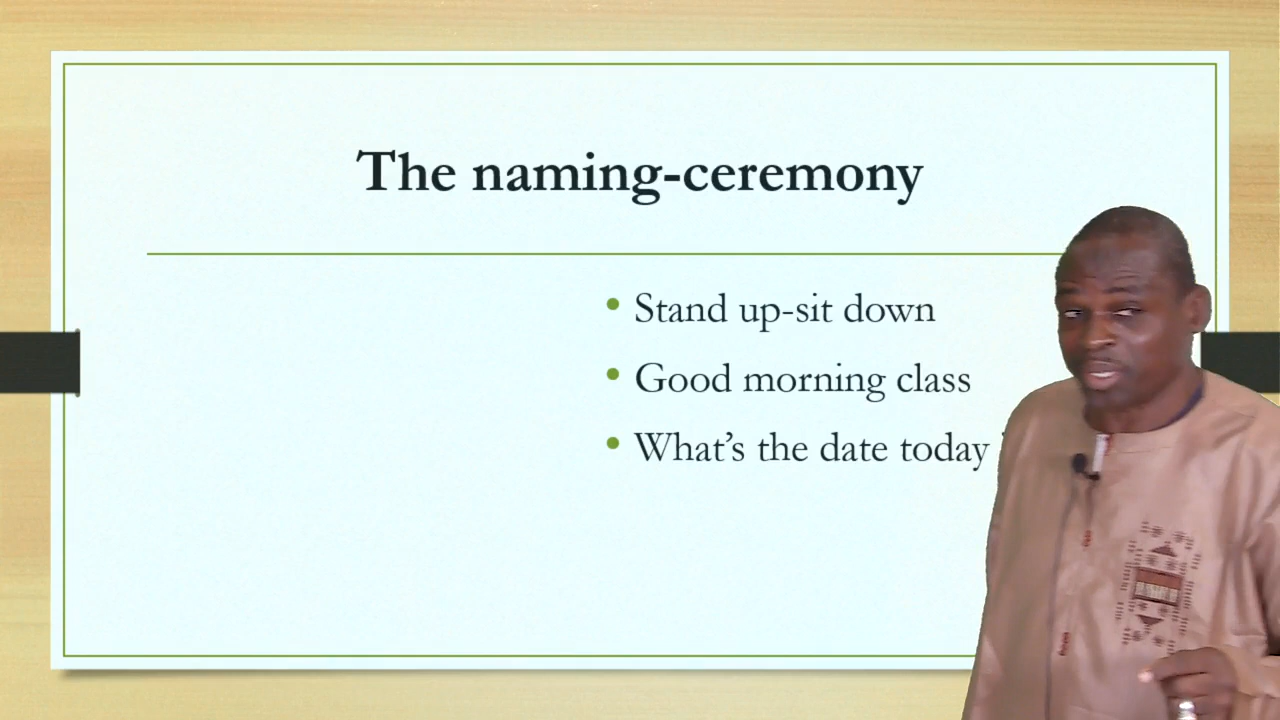 The naming-ceremony
Stand up-sit down
Good morning class
What's the date today